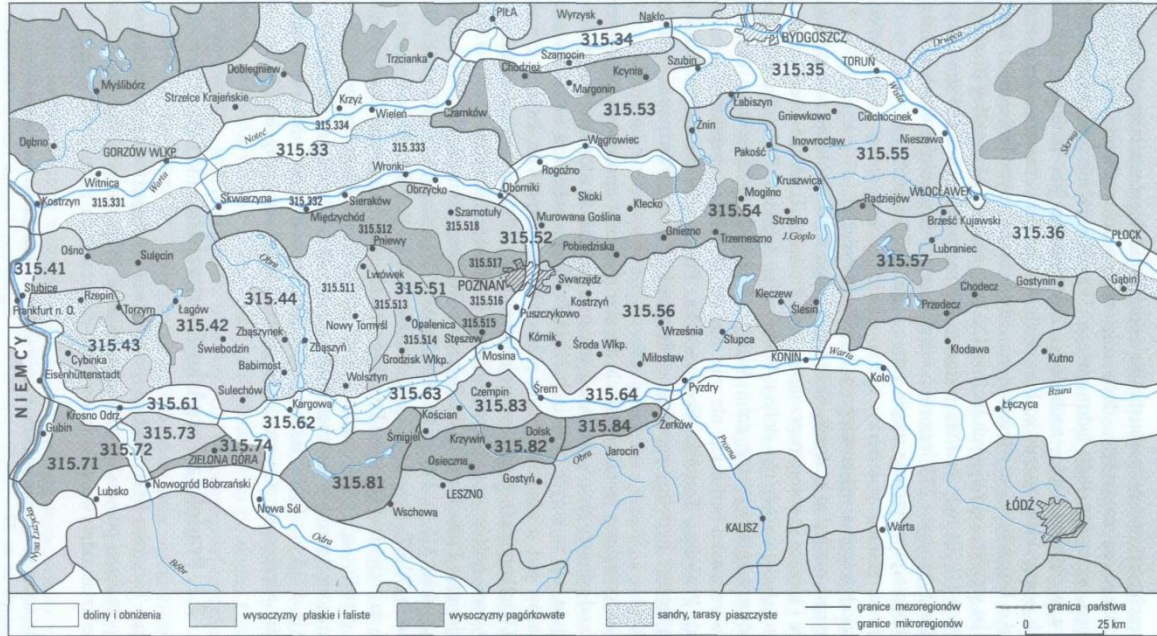 PIŁA
Wyrzysk
Nakło
BYDGOSZCZ
Drwęca
315.34
Trzcianka
Szamocin
Szubin
315.35
TORUŃ
Myślibórz
Dobiegniew
Chodzież
Kcynia
Margonin
Wisła
Strzelce Krajeńskie
Krzyż
Wieleń
Czarnków
315.53
Łabiszyn
Gniewkowo
Ciechocinek
315.334
Nieszawa
Skrwa
Dębno
Noteć
Żnin
Inowrocław
315.33
315.333
Wągrowiec
Pakość
315.55
GORZÓW WLKP.
Wronki
Rogoźno
Witnica
Warta
Obrzycko
Oborniki
Kruszwica
WŁOCŁAWEK
Kostrzyn
315.331
Skwierzyna
315.332
Sieraków
Skoki
Mogilno
Radziejów
Międzychód
Szamotuły
Kłecko
315.54
Strzelno
Brześć Kujawski
315.518
Murowana Goślina
315.512
315.52
Gniezno
Trzemeszno
J.Gopło
Lubraniec
315.36
PŁOCK
Ośno
Sulęcin
Pniewy
Pobiedziska
315.57
315.41
Obra
315.517
Gostynin
Gąbin
Słubice
Lwówek
315.51
POZNAŃ
Swarzędz
Chodecz
Rzepin
315.44
315.511
Kostrzyń
Kleczew
Frankfurt n. O.
Torzym
Łagów
315.513
315.516
Ślesin
Przedecz
315.42
Puszczykowo
315.56
315.43
Zbąszynek
Nowy Tomyśl
Opalenica
315.515
Września
Świebodzin
Zbąszyń
315.514
Stęszew
Kórnik
Słupca
Kłodawa
Cybinka
Babimost
Grodzisk Wlkp.
Mosina
Środa Wlkp.
Miłosław
KONIN
Warta
Kutno
NIEMCY
Eisenhüttenstadt
Wolsztyn
Koło
Sulechów
Czempin
Śrem
Pyzdry
Bzura
Krosno Odrz.
315.61
Kargowa
315.63
315.64
Łęczyca
315.62
Kościan
315.83
Gubin
315.73
Śmigiel
Dolsk
315.84
Żerków
315.72
315.74
Krzywin
315.82
Prosna
315.71
ZIELONA GÓRA
Osieczna
Obra
Jarocin
Lubsko
Nowogród Bobrzański
315.81
LESZNO
Gostyń
Nowa Sól
Wschowa
ŁÓDŹ
Nysa Łużycka
KALISZ
Warta
Odra
Bóbr
doliny i obniżenia
wysoczyzny płaskie i faliste
wysoczyzny pagórkowate
sandry, tarasy piaszczyste
granice mezoregionów
granica państwa
granice mikroregionów
0 25 km